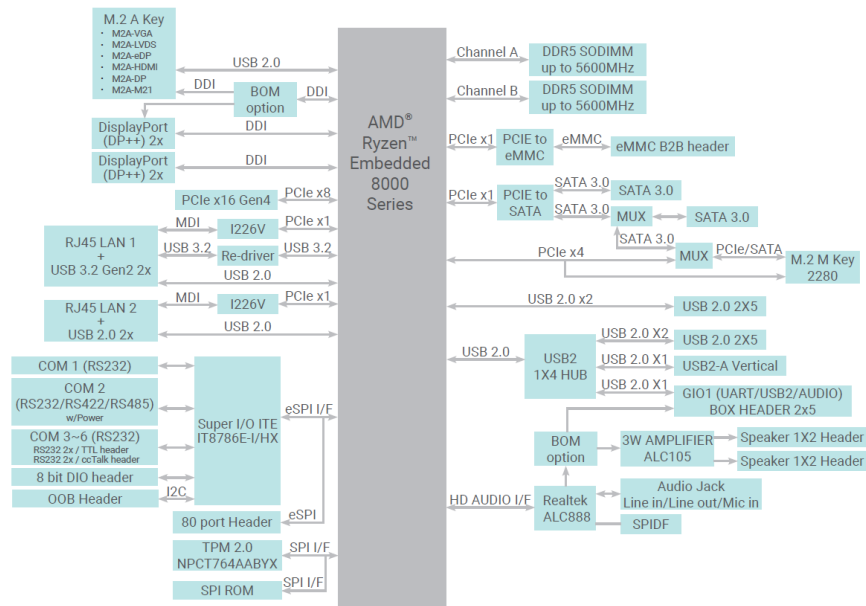 M.2 A Key
• M2A-VGA
• M2A-LVDS
• M2A-eDP
• M2A-HDMI
• M2A-DP
• M2A-M21
USB 2.0
DDI
BOM
option
DDI
DisplayPort
(DP++) 2x
DDI
DisplayPort
(DP++) 2x
DDI
PCIe x16 Gen4
PCIe x8
RJ45 LAN 1
+
USB 3.2 Gen2 2x
MDI
I226V
PCIe x1
USB 3.2
Re-driver
USB 3.2
USB 2.0
RJ45 LAN 2
+
USB 2.0 2x
MDI
I226V
PCIe x1
USB 2.0
COM 1 (RS232)
COM 2
(RS232/RS422/RS485)
w/Power
COM 3~6 (RS232)
RS232 2x / TTL header
RS232 2x / ccTalk header
8 bit DIO header
OOB Header
I2C
Super I/O ITE
IT8786E-I/HX
eSPI I/F
80 port Header
eSPI
TPM 2.0
NPCT764AABYX
SPI I/F
SPI ROM
SPI I/F
AMD®
Ryzen™
Embedded
8000
Series
Channel A
DDR5 SODIMM
up to 5600MHz
Channel B
DDR5 SODIMM
up to 5600MHz
PCIe x1
PCIE to
eMMC
eMMC
eMMC B2B header
PCIe x1
PCIE to
SATA
SATA 3.0
SATA 3.0
SATA 3.0
MUX
SATA 3.0
SATA 3.0
PCIe x4
MUX
PCIe/SATA
M.2 M Key
2280
USB 2.0 x2
USB 2.0 2X5
USB 2.0
USB2
1X4 HUB
USB 2.0 X2
USB 2.0 2X5
USB 2.0 X1
USB2-A Vertical
USB 2.0 X1
GIO1 (UART/USB2/AUDIO)
BOX HEADER 2x5
BOM
option
3W AMPLIFIER
ALC105
Speaker 1X2 Header
Speaker 1X2 Header
HD AUDIO I/F
Realtek
ALC888
Audio Jack
Line in/Line out/Mic in
SPIDF